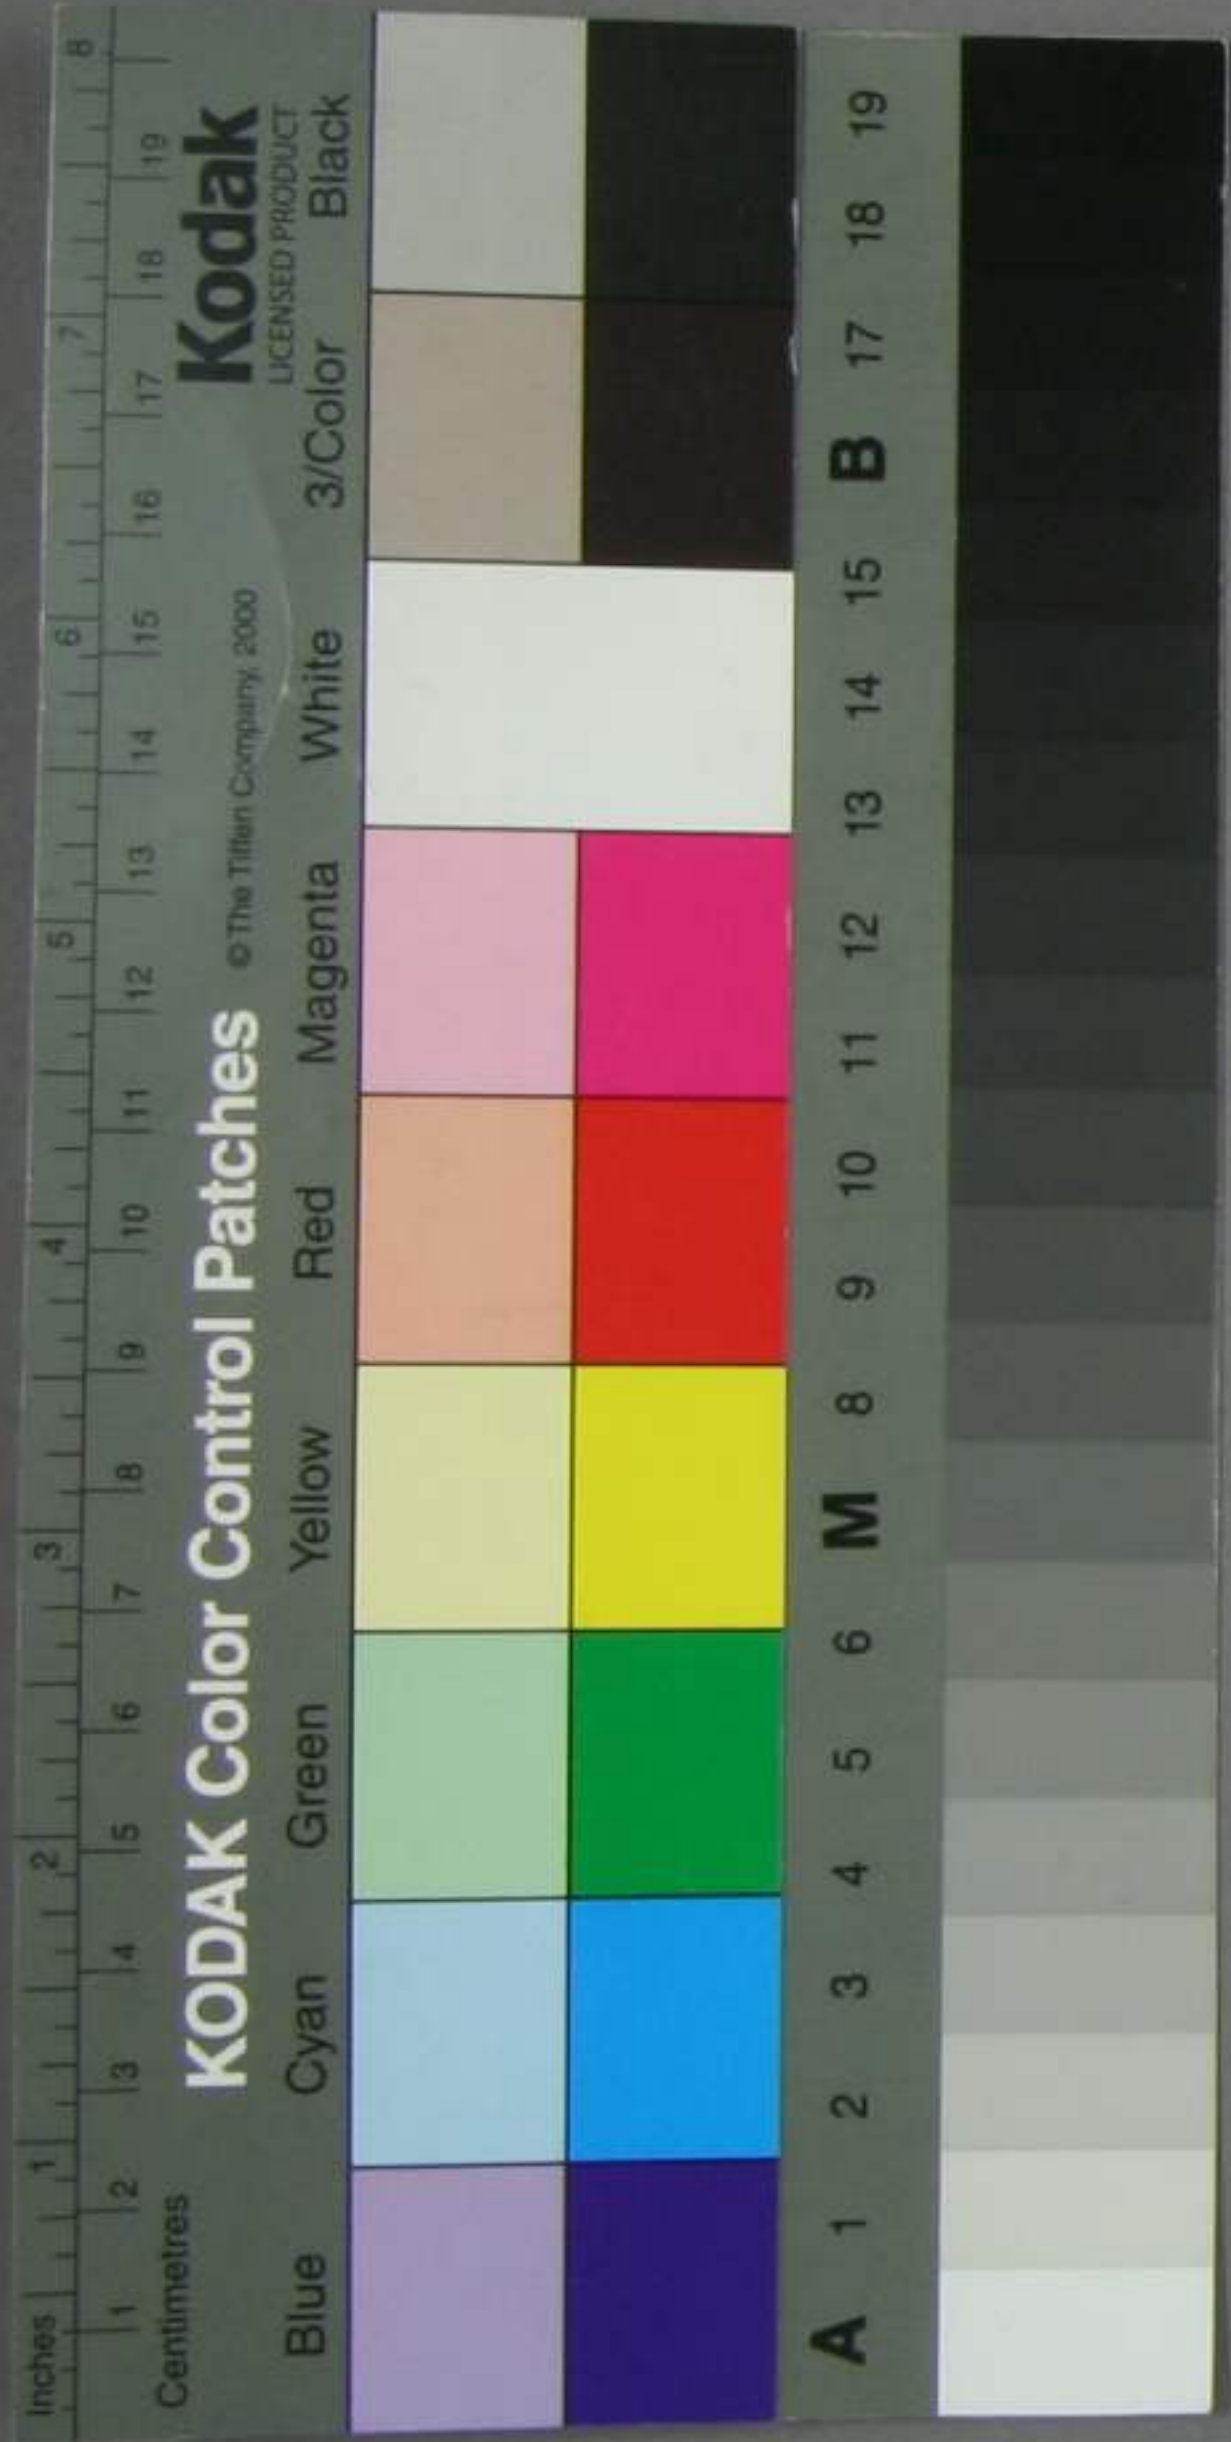 Inches 1 2 3 4 5 6 7 8
1 2 3 4 5 6 7 8 9 10 11 12 13 14 15 16 17 18 19
Centimetres
KODAK Color Control Patches © The Tiffen Company, 2000 Kodak
LICENSED PRODUCT
Blue Cyan Green Yellow Red Magenta White 3/Color Black
A 1 2 3 4 5 6 M 8 9 10 11 12 13 14 15 B 17 18 19